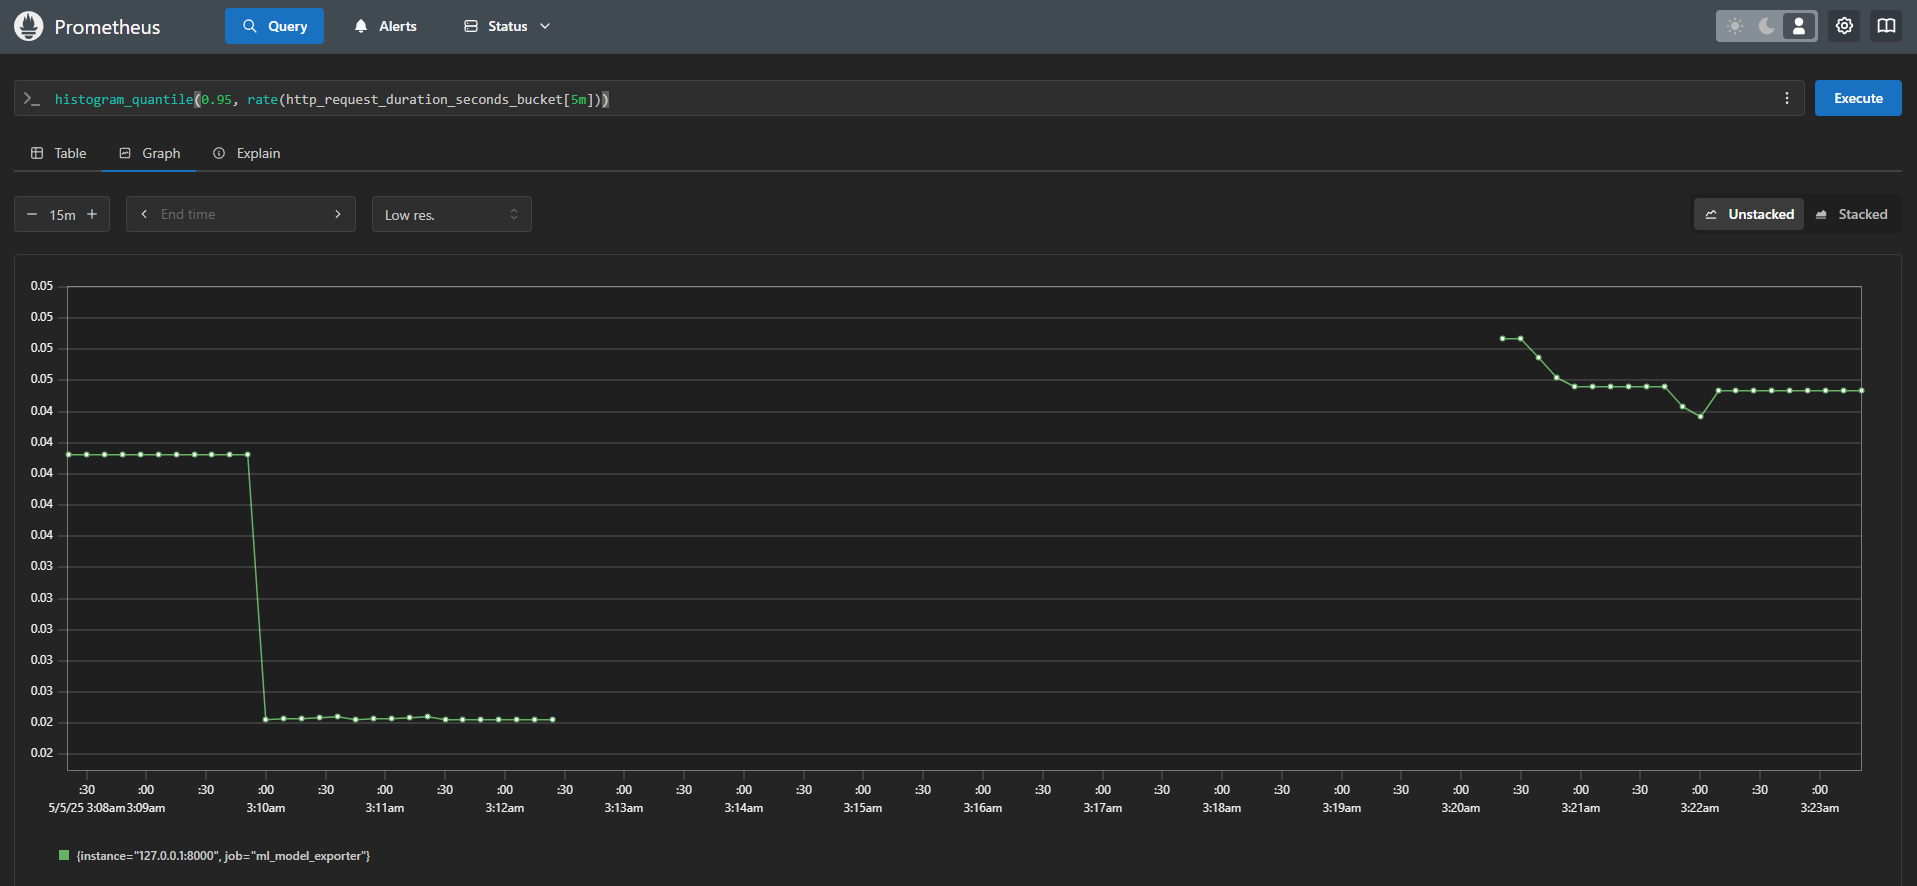 Prometheus Query Alerts Status
>_ histogram_quantile(0.95, rate(http_request_duration_seconds_bucket[5m])) Execute
Table Graph Explain
− 15m + End time Low res. Unstacked Stacked
0.05
0.05
0.05
0.05
0.04
0.04
0.04
0.04
0.04
0.03
0.03
0.03
0.03
0.03
0.02
0.02
:30 :00 :30 :00 :30 :00 :30 :00 :30 :00 :30 :00 :30 :00 :30 :00 :30 :00 :30 :00 :30 :00 :30 :00 :30 :00 :30 :00 :30 :00
5/5/25 3:08am 3:09am 3:10am 3:11am 3:12am 3:13am 3:14am 3:15am 3:16am 3:17am 3:18am 3:19am 3:20am 3:21am 3:22am 3:23am
{instance="127.0.0.1:8000", job="ml_model_exporter"}